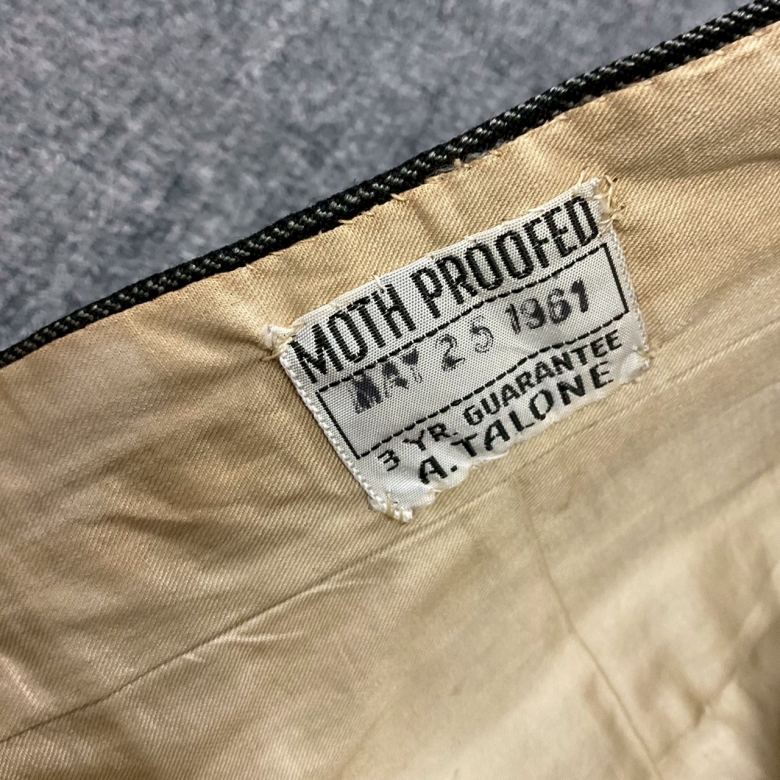 MOTH PROOFED
MAY 25 1961
3 YR. GUARANTEE
A. TALONE